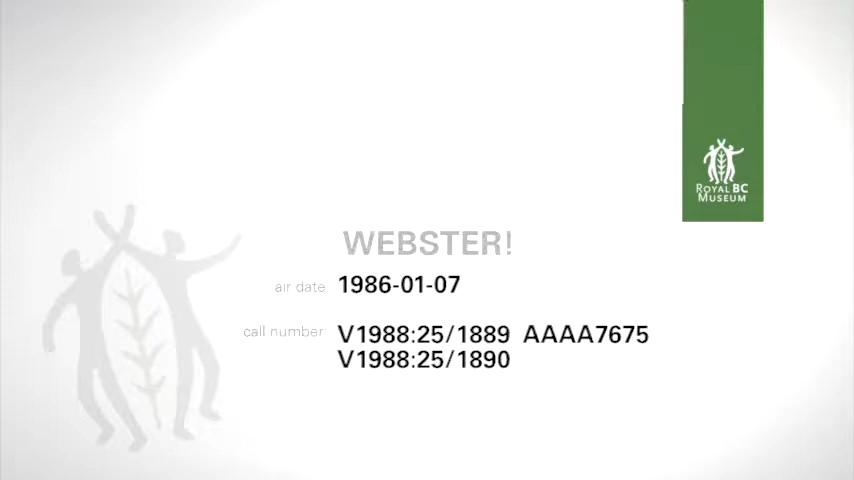 ROYAL BC
MUSEUM
WEBSTER!
air date 1986-01-07
call number V1988:25/1889 AAAA7675
V1988:25/1890